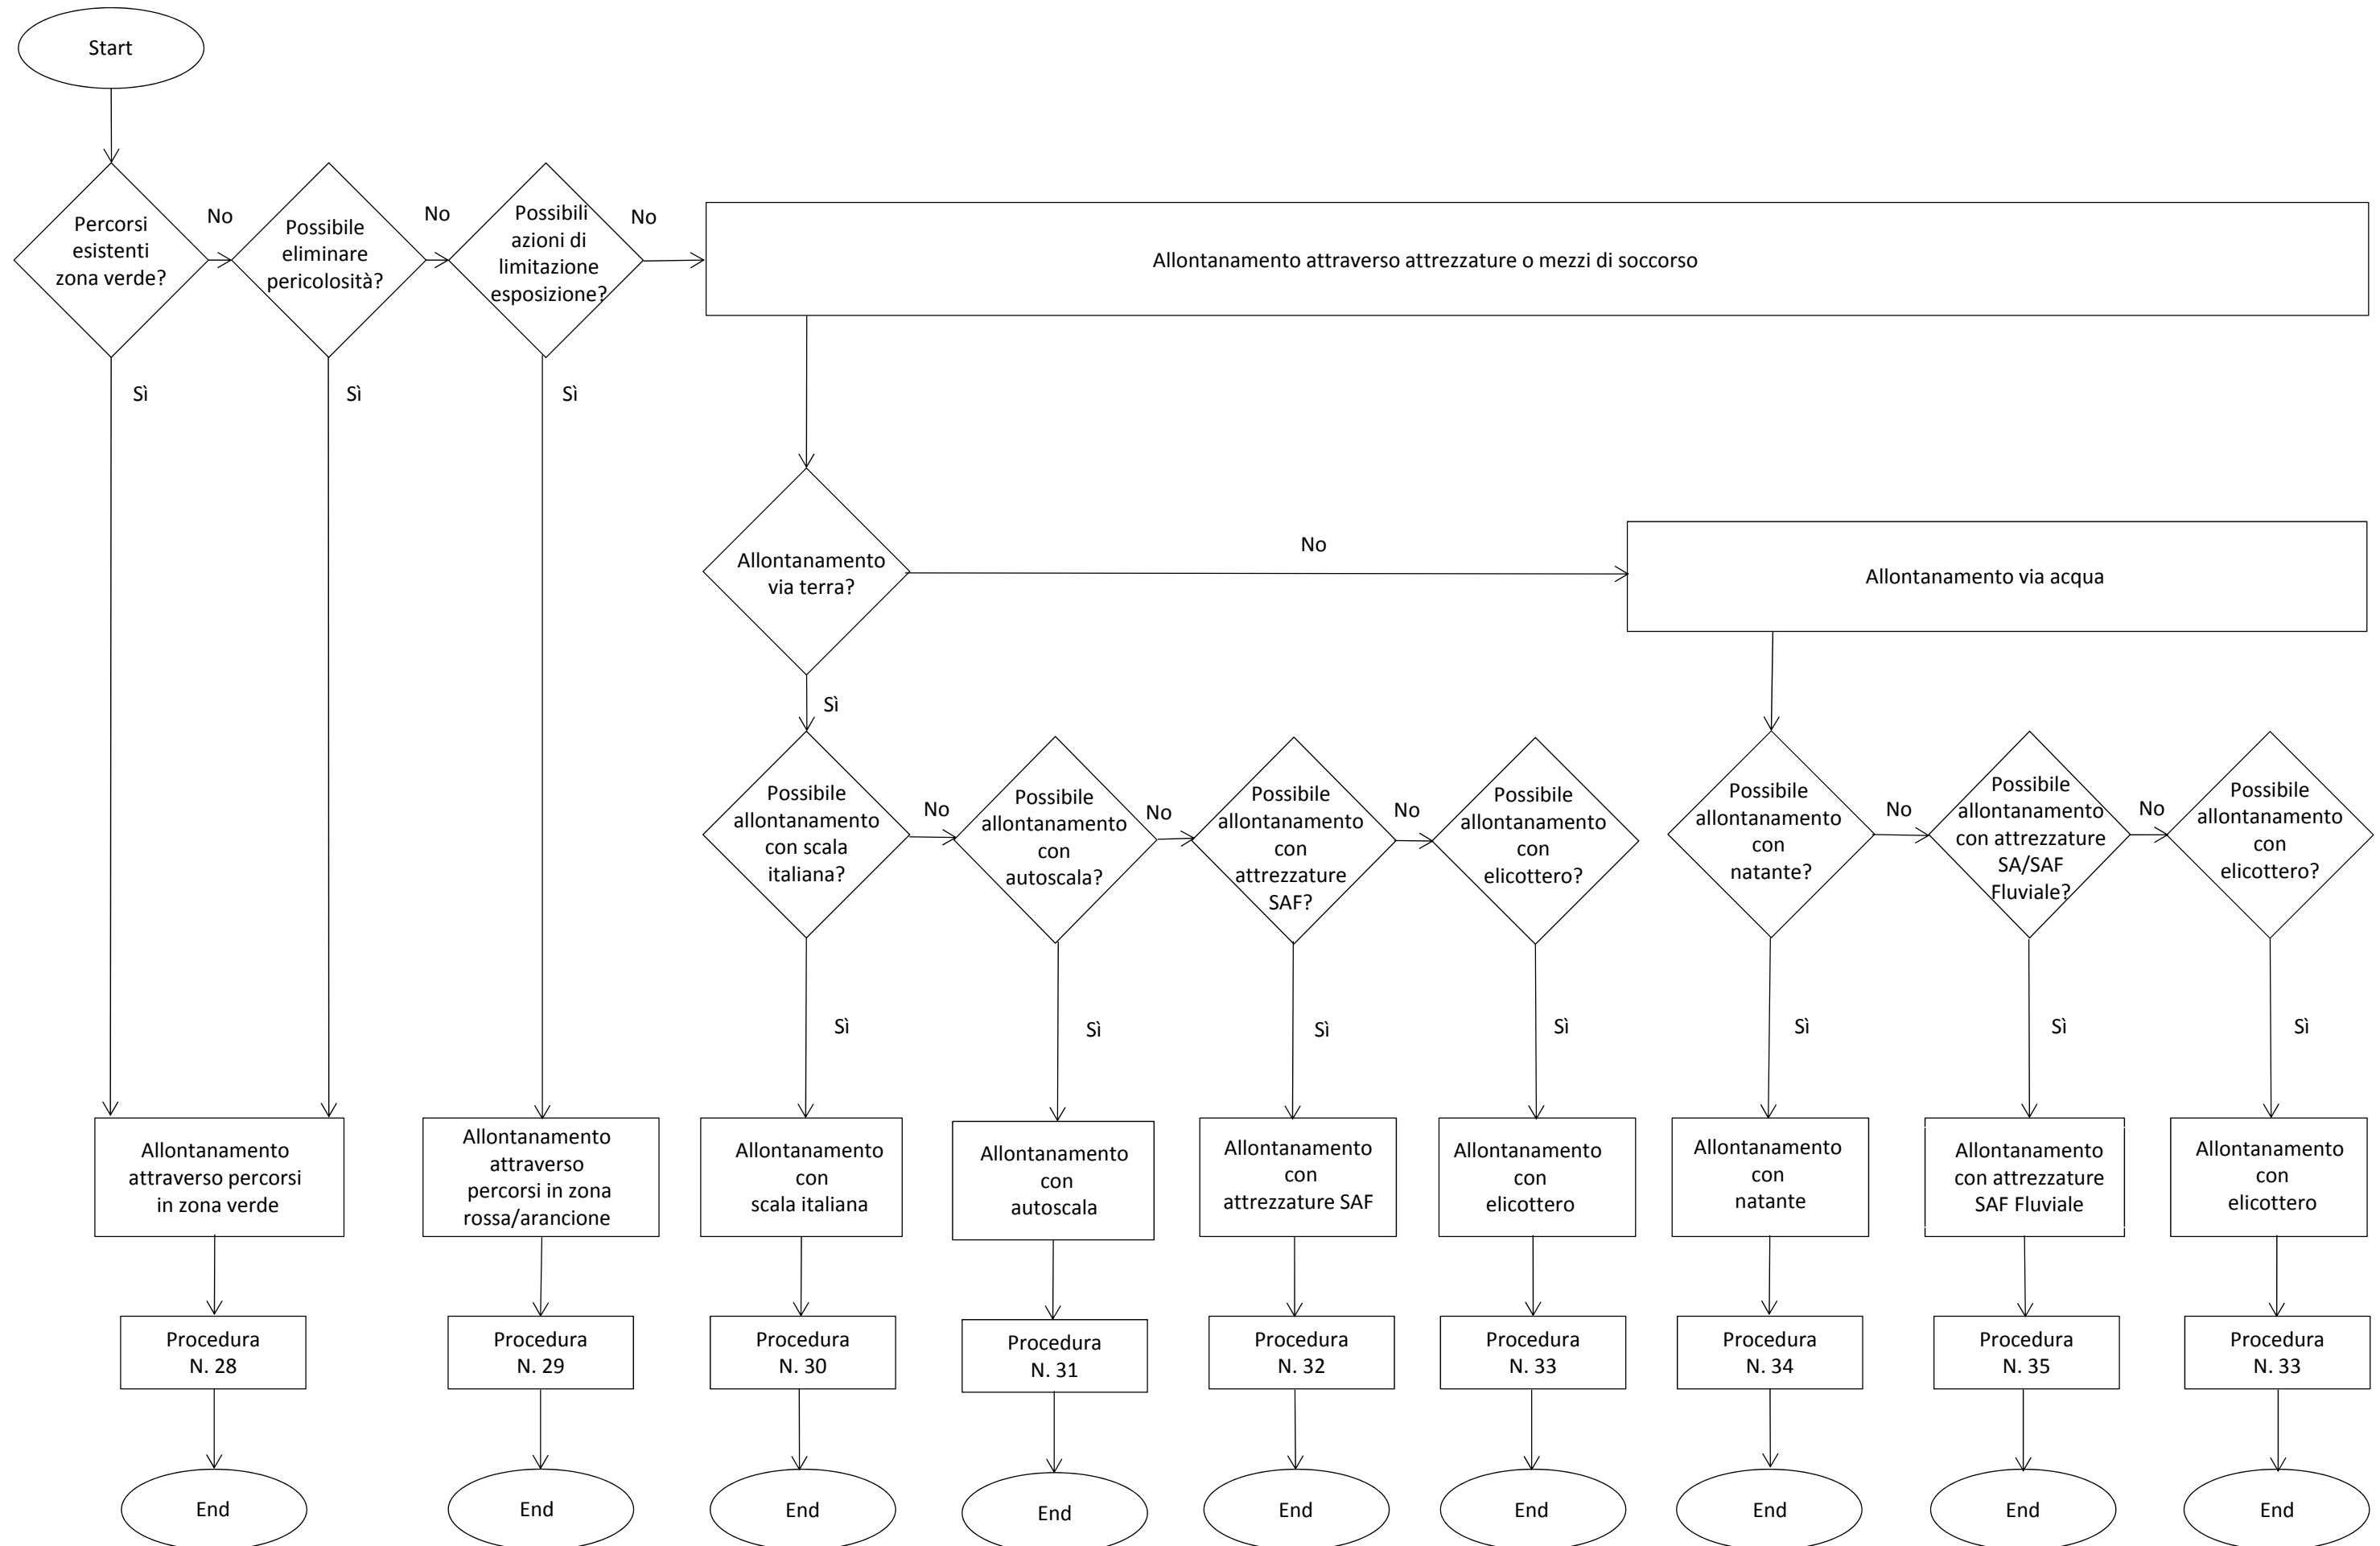 Start
Percorsi
esistenti
zona verde?
No
Possibile
eliminare
pericolosità?
No
Possibili
azioni di
limitazione
esposizione?
No
Allontanamento attraverso attrezzature o mezzi di soccorso
Sì
Sì
Sì
Allontanamento
via terra?
No
Allontanamento via acqua
Sì
Possibile
allontanamento
con scala
italiana?
No
Possibile
allontanamento
con
autoscala?
No
Possibile
allontanamento
con
attrezzature
SAF?
No
Possibile
allontanamento
con
elicottero?
Possibile
allontanamento
con
natante?
No
Possibile
allontanamento
con attrezzature
SA/SAF
Fluviale?
No
Possibile
allontanamento
con
elicottero?
Sì
Sì
Sì
Sì
Sì
Sì
Sì
Allontanamento
attraverso percorsi
in zona verde
Allontanamento
attraverso
percorsi in zona
rossa/arancione
Allontanamento
con
scala italiana
Allontanamento
con
autoscala
Allontanamento
con
attrezzature SAF
Allontanamento
con
elicottero
Allontanamento
con
natante
Allontanamento
con attrezzature
SAF Fluviale
Allontanamento
con
elicottero
Procedura
N. 28
Procedura
N. 29
Procedura
N. 30
Procedura
N. 31
Procedura
N. 32
Procedura
N. 33
Procedura
N. 34
Procedura
N. 35
Procedura
N. 33
End
End
End
End
End
End
End
End
End